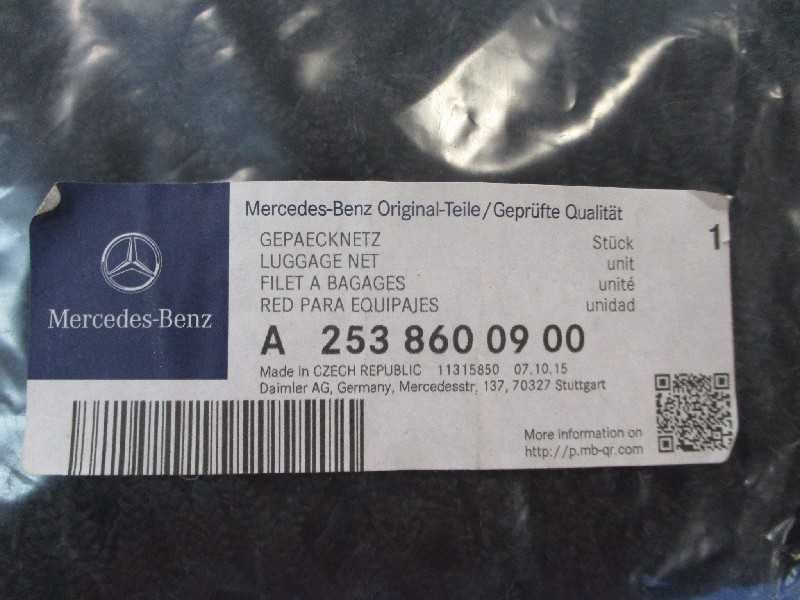 Mercedes-Benz
Mercedes-Benz Original-Teile/Geprüfte Qualität
GEPAECKNETZ Stück 1
LUGGAGE NET unit
FILET A BAGAGES unité
RED PARA EQUIPAJES unidad
A 253 860 09 00
Made in CZECH REPUBLIC 11315850 07.10.15
Daimler AG, Germany, Mercedesstr, 137, 70327 Stuttgart
More information on
http://p.mb-qr.com